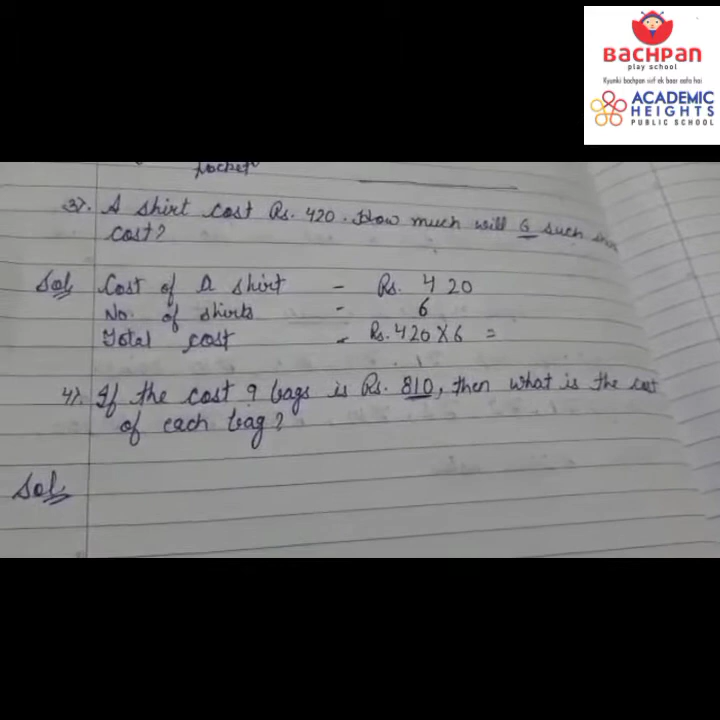 BACHPAN
play school
Kyunki bachpan sirf ek baar aata hai
ACADEMIC
HEIGHTS
PUBLIC SCHOOL
pocket
3). A shirt cost Rs. 420. How much will 6 such
cost?
Sol Cost of a shirt - Rs. 420
No. of shirts - 6
Total cost - Rs. 420 X 6 =
4). If the cost 9 bags is Rs. 810, then what is the cost
of each bag?
Sol